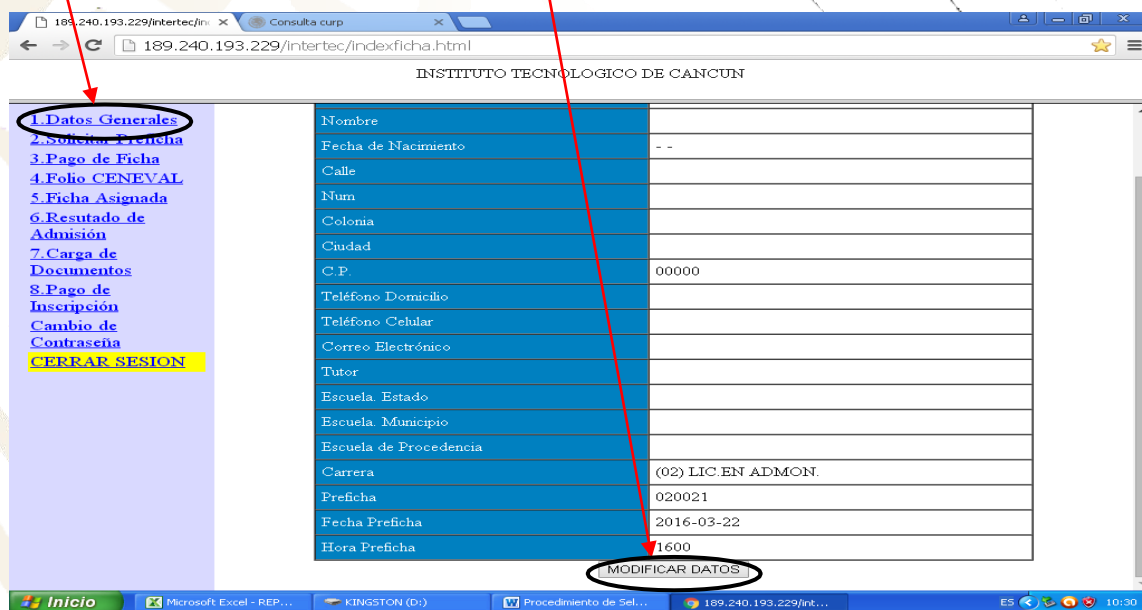 189.240.193.229/intertec/in
Consulta curp
189.240.193.229/intertec/indexficha.html
INSTITUTO TECNOLOGICO DE CANCUN
1.Datos Generales
2.Solicitar Preficha
3.Pago de Ficha
4.Folio CENEVAL
5.Ficha Asignada
6.Resutado de
Admisión
7.Carga de
Documentos
8.Pago de
Inscripción
Cambio de
Contraseña
CERRAR SESION
Nombre
Fecha de Nacimiento - -
Calle
Num
Colonia
Ciudad
C.P. 00000
Teléfono Domicilio
Teléfono Celular
Correo Electrónico
Tutor
Escuela. Estado
Escuela. Municipio
Escuela de Procedencia
Carrera (02) LIC.EN ADMON.
Preficha 020021
Fecha Preficha 2016-03-22
Hora Preficha 1600
MODIFICAR DATOS
Inicio Microsoft Excel - REP... KINGSTON (D:) Procedimiento de Sel... 189.240.193.229/int... ES 10:30